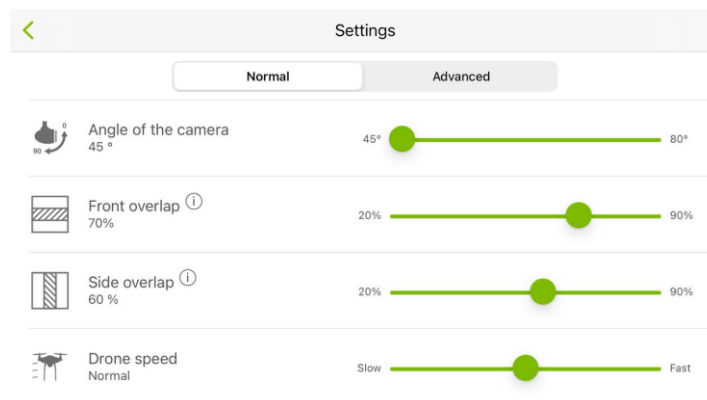 Settings
Normal Advanced
0
90
Angle of the camera
45 °
45° 80°
Front overlap i
70%
20% 90%
Side overlap i
60 %
20% 90%
Drone speed
Normal
Slow Fast